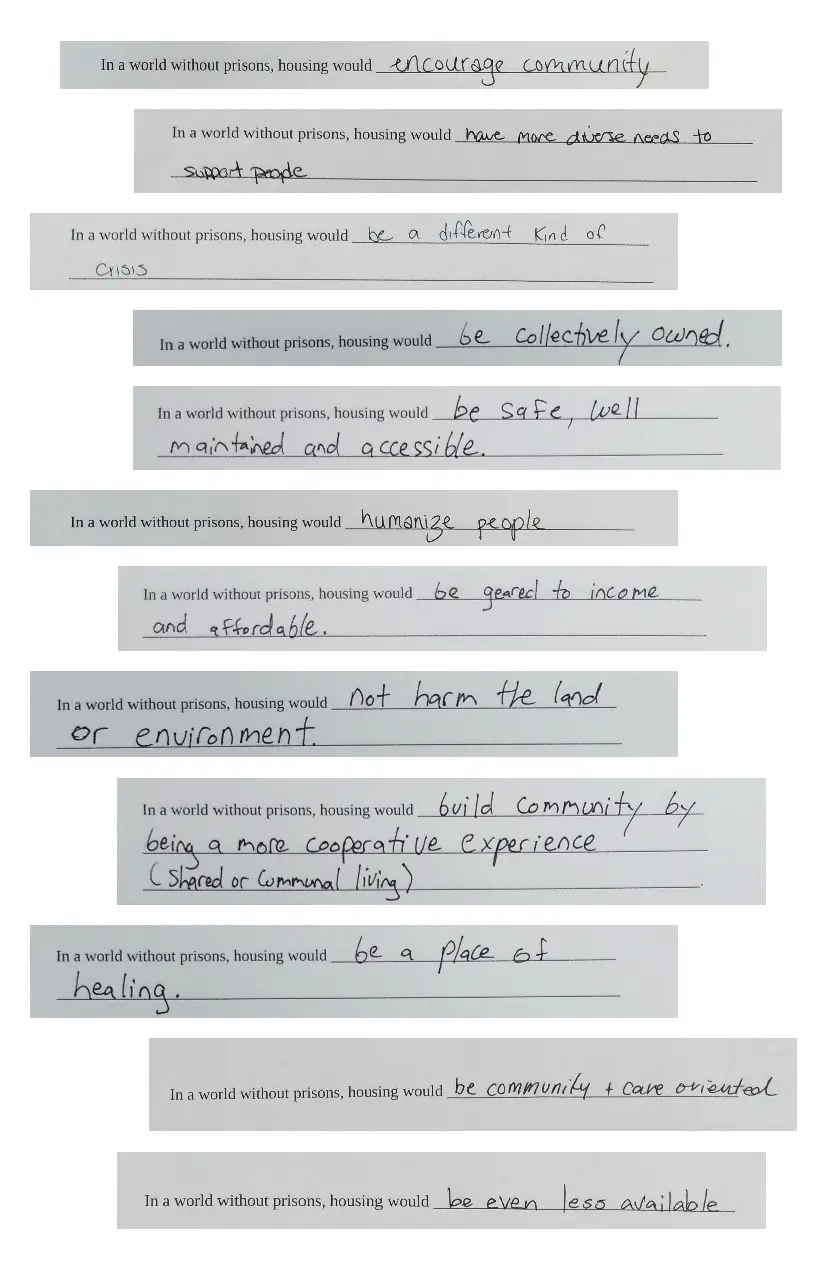 In a world without prisons, housing would encourage community
In a world without prisons, housing would have more diverse needs to
support people
In a world without prisons, housing would be a different kind of
crisis
In a world without prisons, housing would be collectively owned.
In a world without prisons, housing would be safe, well
maintained and accessible.
In a world without prisons, housing would humanize people
In a world without prisons, housing would be geared to income
and affordable.
In a world without prisons, housing would not harm the land
or environment.
In a world without prisons, housing would build community by
being a more cooperative experience
(shared or communal living)
In a world without prisons, housing would be a place of
healing.
In a world without prisons, housing would be community + care oriented
In a world without prisons, housing would be even less available